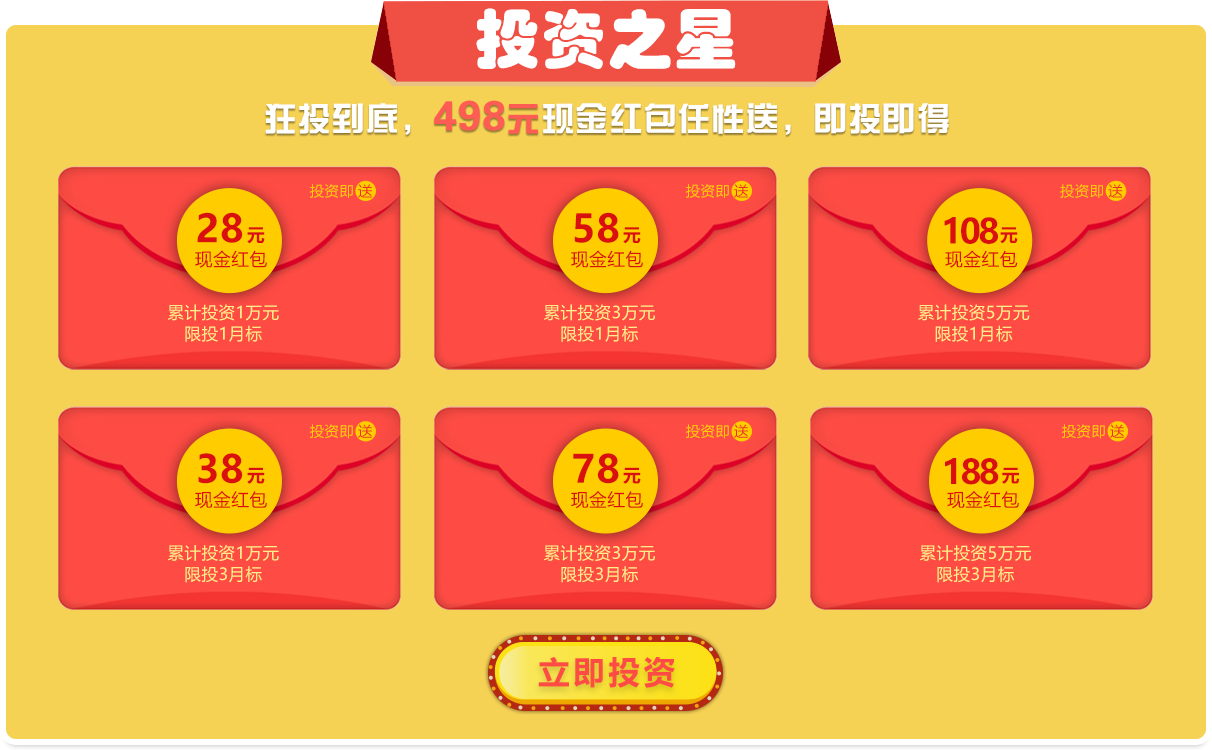 投资之星
狂投到底，498元现金红包任性送，即投即得
投资即送
28元
现金红包
累计投资1万元
限投1月标
投资即送
58元
现金红包
累计投资3万元
限投1月标
投资即送
108元
现金红包
累计投资5万元
限投1月标
投资即送
38元
现金红包
累计投资1万元
限投3月标
投资即送
78元
现金红包
累计投资3万元
限投3月标
投资即送
188元
现金红包
累计投资5万元
限投3月标
立即投资